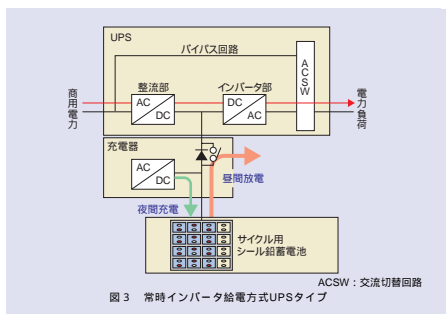 UPS
バイパス回路
ACSW
整流部
インバータ部
商用電力
AC
DC
DC
AC
電力負荷
充電器
AC
DC
昼間放電
夜間充電
サイクル用
シール鉛蓄電池
ACSW：交流切替回路
図3 常時インバータ給電方式UPSタイプ